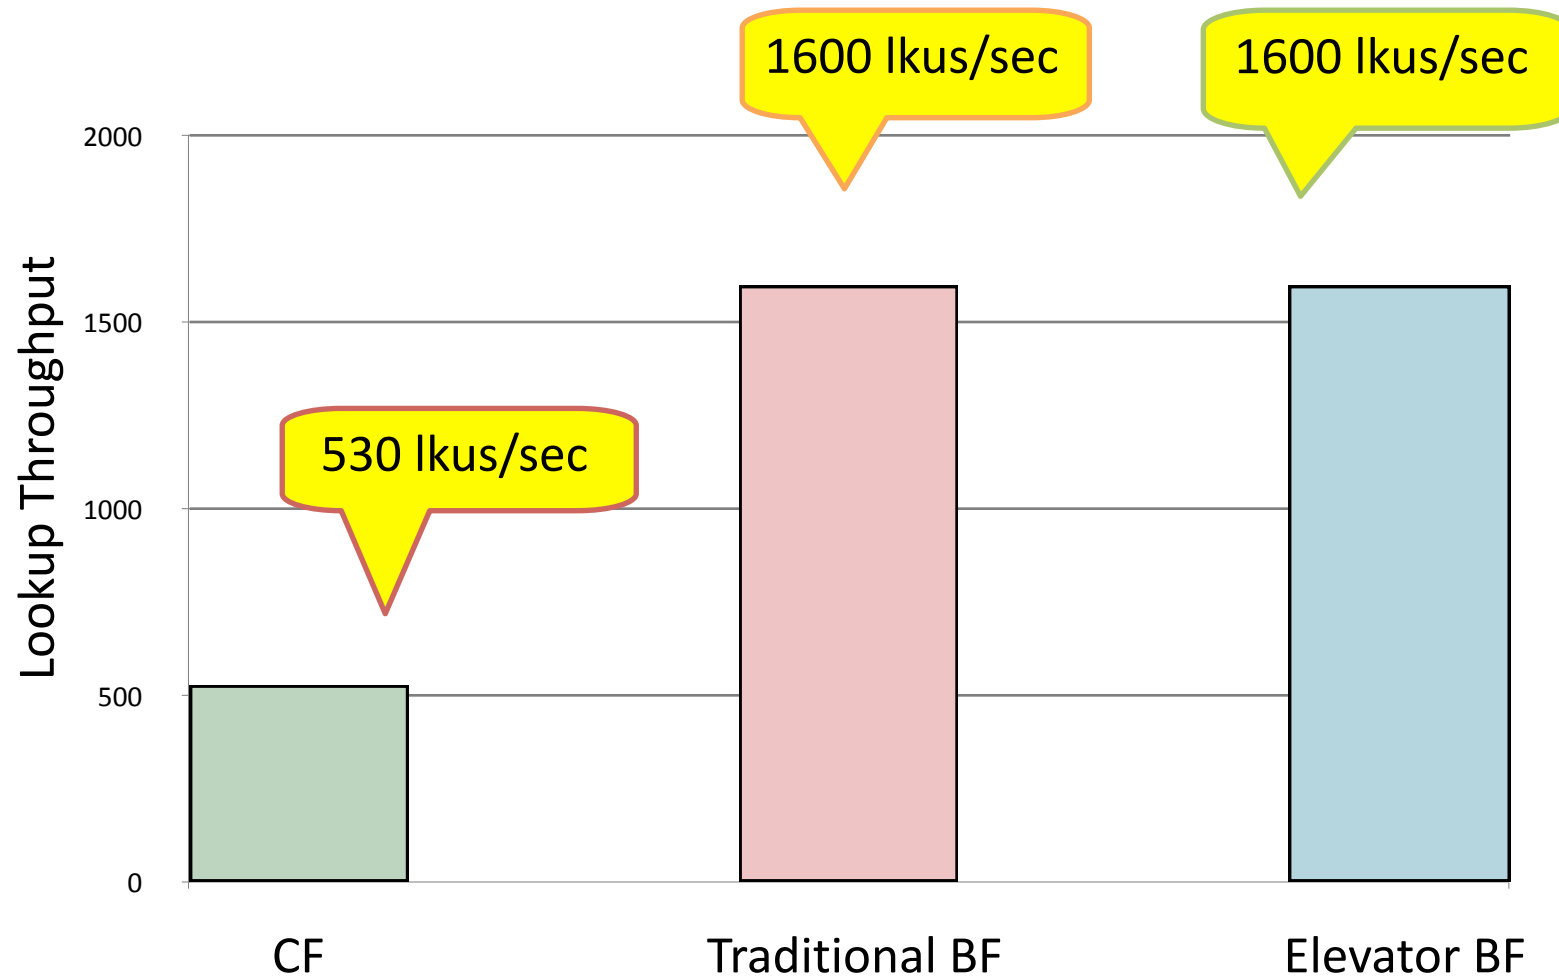 1600 lkus/sec
1600 lkus/sec
2000
1500
530 lkus/sec
1000
500
0
Lookup Throughput
CF
Traditional BF
Elevator BF